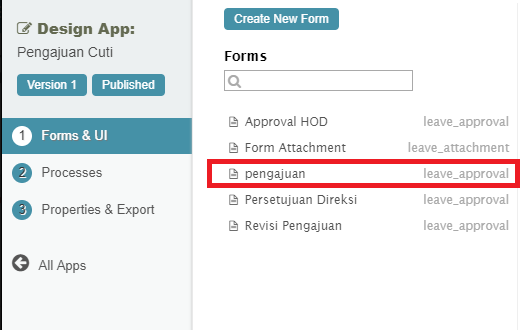 Design App:
Pengajuan Cuti
Version 1 Published
1 Forms & UI
2 Processes
3 Properties & Export
All Apps
Create New Form
Forms
Approval HOD leave_approval
Form Attachment leave_attachment
pengajuan leave_approval
Persetujuan Direksi leave_approval
Revisi Pengajuan leave_approval